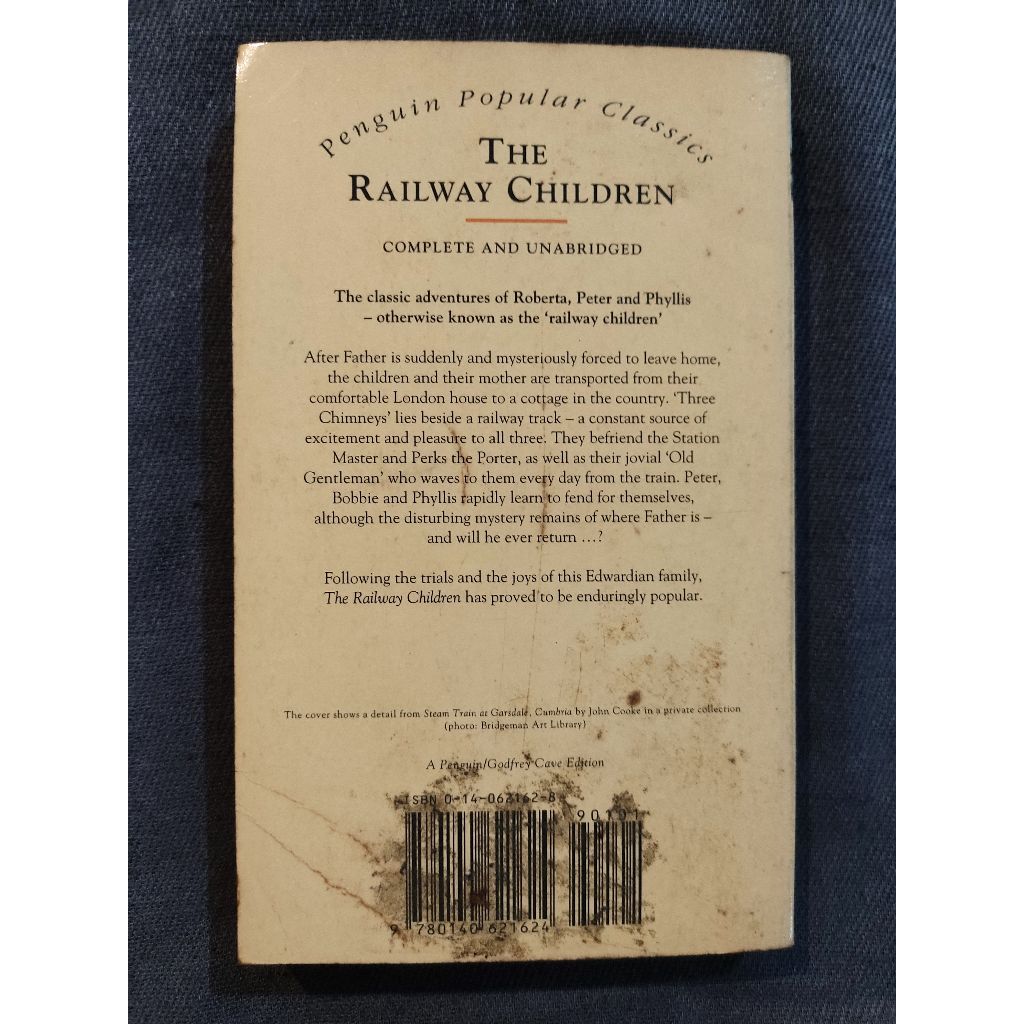 Penguin Popular Classics
THE
RAILWAY CHILDREN
COMPLETE AND UNABRIDGED
The classic adventures of Roberta, Peter and Phyllis
– otherwise known as the ‘railway children’
After Father is suddenly and mysteriously forced to leave home,
the children and their mother are transported from their
comfortable London house to a cottage in the country. ‘Three
Chimneys’ lies beside a railway track – a constant source of
excitement and pleasure to all three. They befriend the Station
Master and Perks the Porter, as well as their jovial ‘Old
Gentleman’ who waves to them every day from the train. Peter,
Bobbie and Phyllis rapidly learn to fend for themselves,
although the disturbing mystery remains of where Father is –
and will he ever return …?
Following the trials and the joys of this Edwardian family,
The Railway Children has proved to be enduringly popular.
The cover shows a detail from Steam Train at Garsdale, Cumbria by John Cooke in a private collection
(photo: Bridgeman Art Library)
A Penguin/Godfrey Cave Edition
ISBN 0-14-062162-8
90101
9 780140 621624